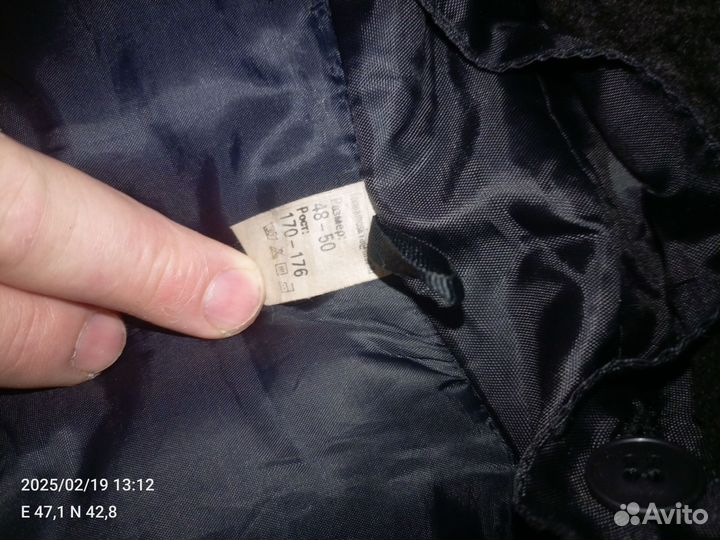 Размер:
48-50
Рост:
170-176
2025/02/19 13:12
E 47,1 N 42,8
Avito